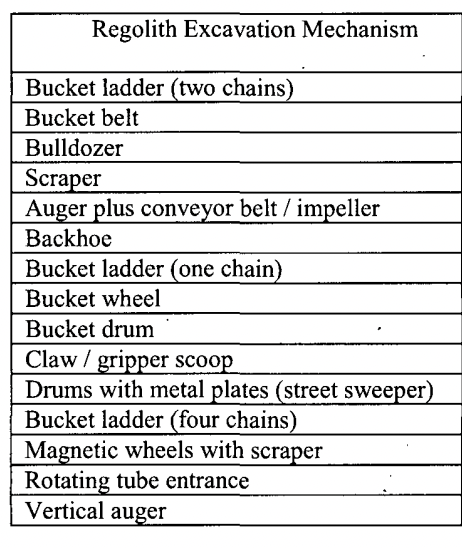 Regolith Excavation Mechanism
Bucket ladder (two chains)
Bucket belt
Bulldozer
Scraper
Auger plus conveyor belt / impeller
Backhoe
Bucket ladder (one chain)
Bucket wheel
Bucket drum
Claw / gripper scoop
Drums with metal plates (street sweeper)
Bucket ladder (four chains)
Magnetic wheels with scraper
Rotating tube entrance
Vertical auger